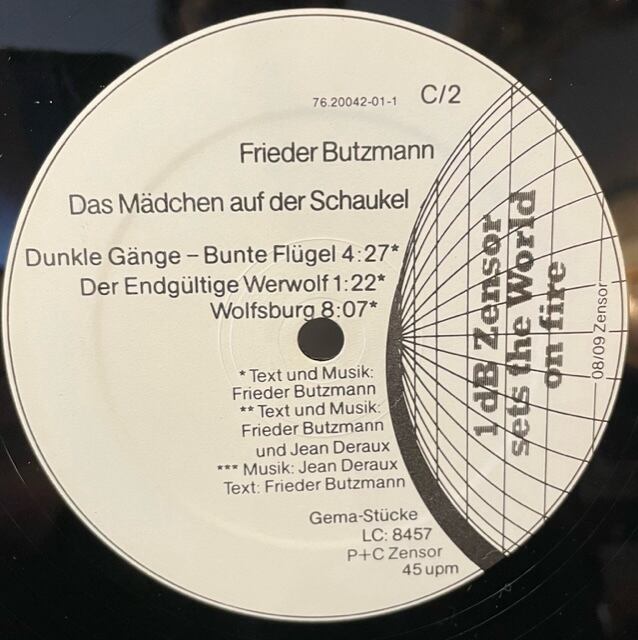 76.20042-01-1 C/2
Frieder Butzmann
Das Mädchen auf der Schaukel
Dunkle Gänge – Bunte Flügel 4:27*
Der Endgültige Werwolf 1:22*
Wolfsburg 8:07*
* Text und Musik:
Frieder Butzmann
** Text und Musik:
Frieder Butzmann
und Jean Deraux
*** Musik: Jean Deraux
Text: Frieder Butzmann
Gema-Stücke
LC: 8457
P+C Zensor
45 upm
1 dB Zensor
sets the World
on fire
08/09 Zensor